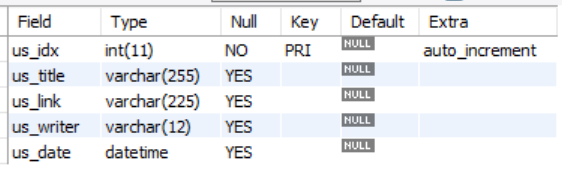 Field Type Null Key Default Extra
us_idx int(11) NO PRI NULL auto_increment
us_title varchar(255) YES NULL
us_link varchar(225) YES NULL
us_writer varchar(12) YES NULL
us_date datetime YES NULL